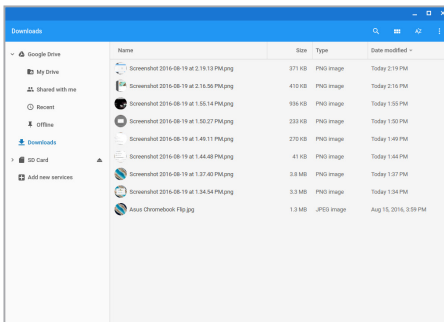 Downloads
AZ
Google Drive
My Drive
Shared with me
Recent
Offline
Downloads
SD Card
Add new services
Name Size Type Date modified
Screenshot 2016-08-19 at 2.19.13 PM.png 371 KB PNG image Today 2:19 PM
Screenshot 2016-08-19 at 2.16.56 PM.png 410 KB PNG image Today 2:16 PM
Screenshot 2016-08-19 at 1.55.14 PM.png 936 KB PNG image Today 1:55 PM
Screenshot 2016-08-19 at 1.50.27 PM.png 233 KB PNG image Today 1:50 PM
Screenshot 2016-08-19 at 1.49.11 PM.png 270 KB PNG image Today 1:49 PM
Screenshot 2016-08-19 at 1.44.48 PM.png 41 KB PNG image Today 1:44 PM
Screenshot 2016-08-19 at 1.37.40 PM.png 3.8 MB PNG image Today 1:37 PM
Screenshot 2016-08-19 at 1.34.54 PM.png 3.3 MB PNG image Today 1:34 PM
Asus Chromebook Flip.jpg 1.3 MB JPEG image Aug 15, 2016, 3:59 PM